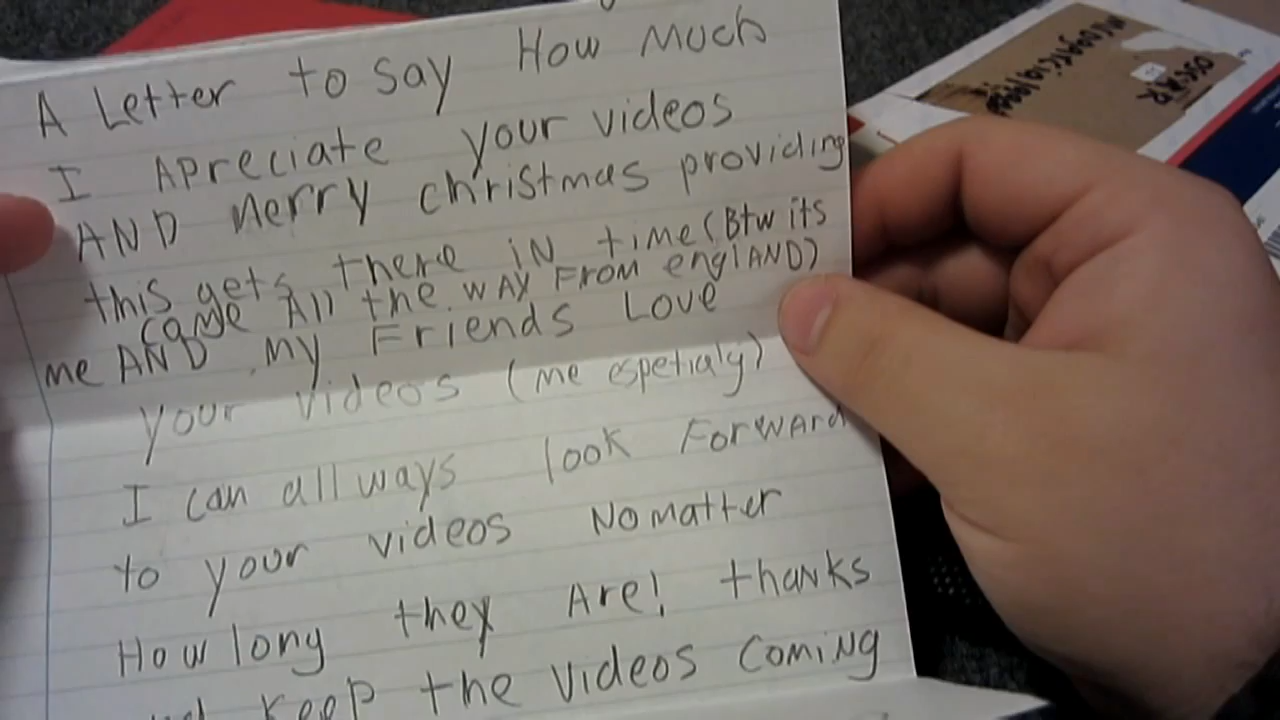 A Letter to say How Much
I Apreciate your videos
AND Merry christmas providing
this gets there iN time (Btw its
came All the way From englAND)
me AND my Friends Love
your videos (me espetialy)
I can allways look Forward
to your videos No matter
How long they Are! thanks
keep the videos coming
OSCAR